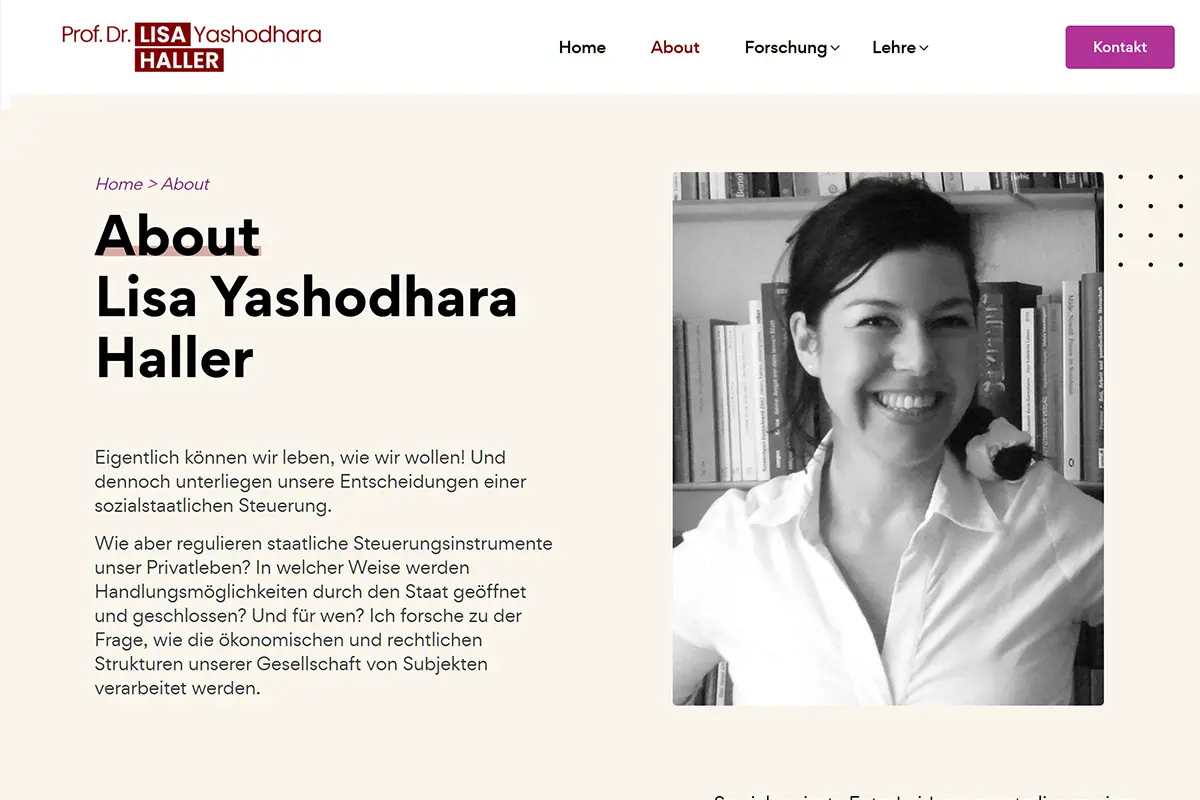 Prof. Dr. LISA Yashodhara
HALLER
Home
About
Forschung
Lehre
Kontakt
Home > About
About
Lisa Yashodhara
Haller
Eigentlich können wir leben, wie wir wollen! Und
dennoch unterliegen unsere Entscheidungen einer
sozialstaatlichen Steuerung.
Wie aber regulieren staatliche Steuerungsinstrumente
unser Privatleben? In welcher Weise werden
Handlungsmöglichkeiten durch den Staat geöffnet
und geschlossen? Und für wen? Ich forsche zu der
Frage, wie die ökonomischen und rechtlichen
Strukturen unserer Gesellschaft von Subjekten
verarbeitet werden.